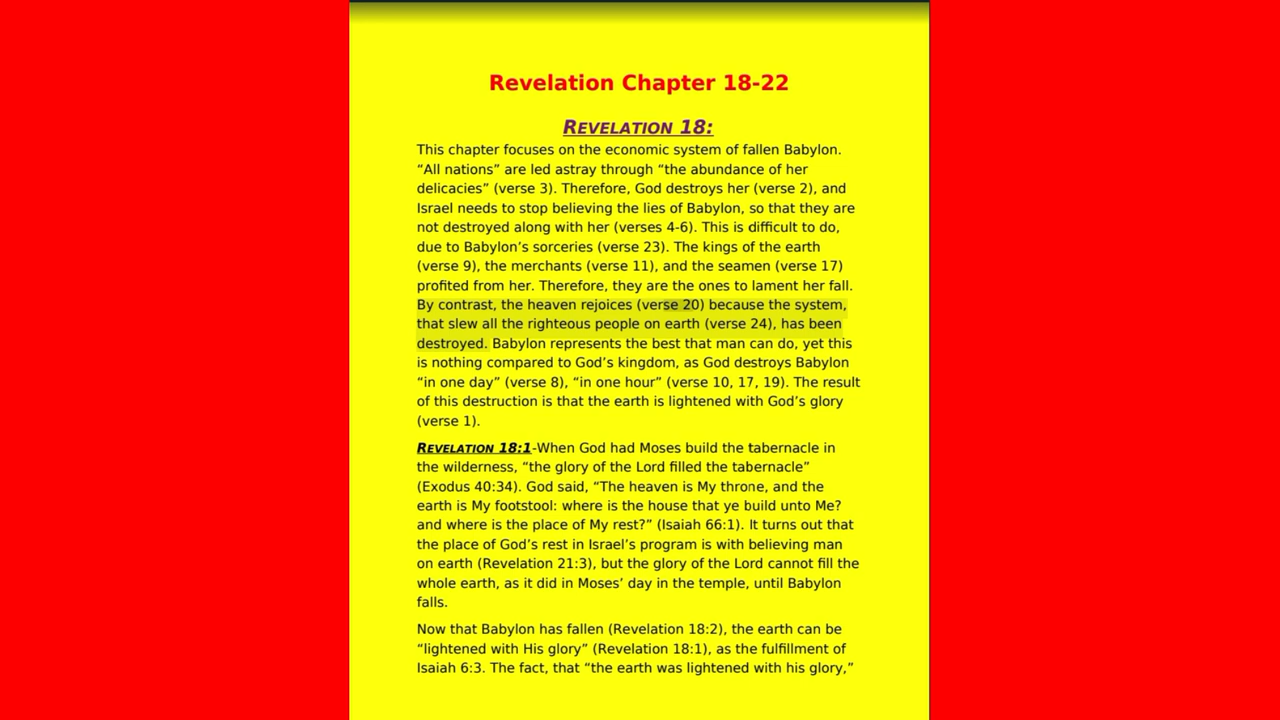 Revelation Chapter 18-22
REVELATION 18:
This chapter focuses on the economic system of fallen Babylon.
“All nations” are led astray through “the abundance of her
delicacies” (verse 3). Therefore, God destroys her (verse 2), and
Israel needs to stop believing the lies of Babylon, so that they are
not destroyed along with her (verses 4-6). This is difficult to do,
due to Babylon’s sorceries (verse 23). The kings of the earth
(verse 9), the merchants (verse 11), and the seamen (verse 17)
profited from her. Therefore, they are the ones to lament her fall.
By contrast, the heaven rejoices (verse 20) because the system,
that slew all the righteous people on earth (verse 24), has been
destroyed. Babylon represents the best that man can do, yet this
is nothing compared to God’s kingdom, as God destroys Babylon
“in one day” (verse 8), “in one hour” (verse 10, 17, 19). The result
of this destruction is that the earth is lightened with God’s glory
(verse 1).
REVELATION 18:1-When God had Moses build the tabernacle in
the wilderness, “the glory of the Lord filled the tabernacle”
(Exodus 40:34). God said, “The heaven is My throne, and the
earth is My footstool: where is the house that ye build unto Me?
and where is the place of My rest?” (Isaiah 66:1). It turns out that
the place of God’s rest in Israel’s program is with believing man
on earth (Revelation 21:3), but the glory of the Lord cannot fill the
whole earth, as it did in Moses’ day in the temple, until Babylon
falls.
Now that Babylon has fallen (Revelation 18:2), the earth can be
“lightened with His glory” (Revelation 18:1), as the fulfillment of
Isaiah 6:3. The fact, that “the earth was lightened with his glory,”